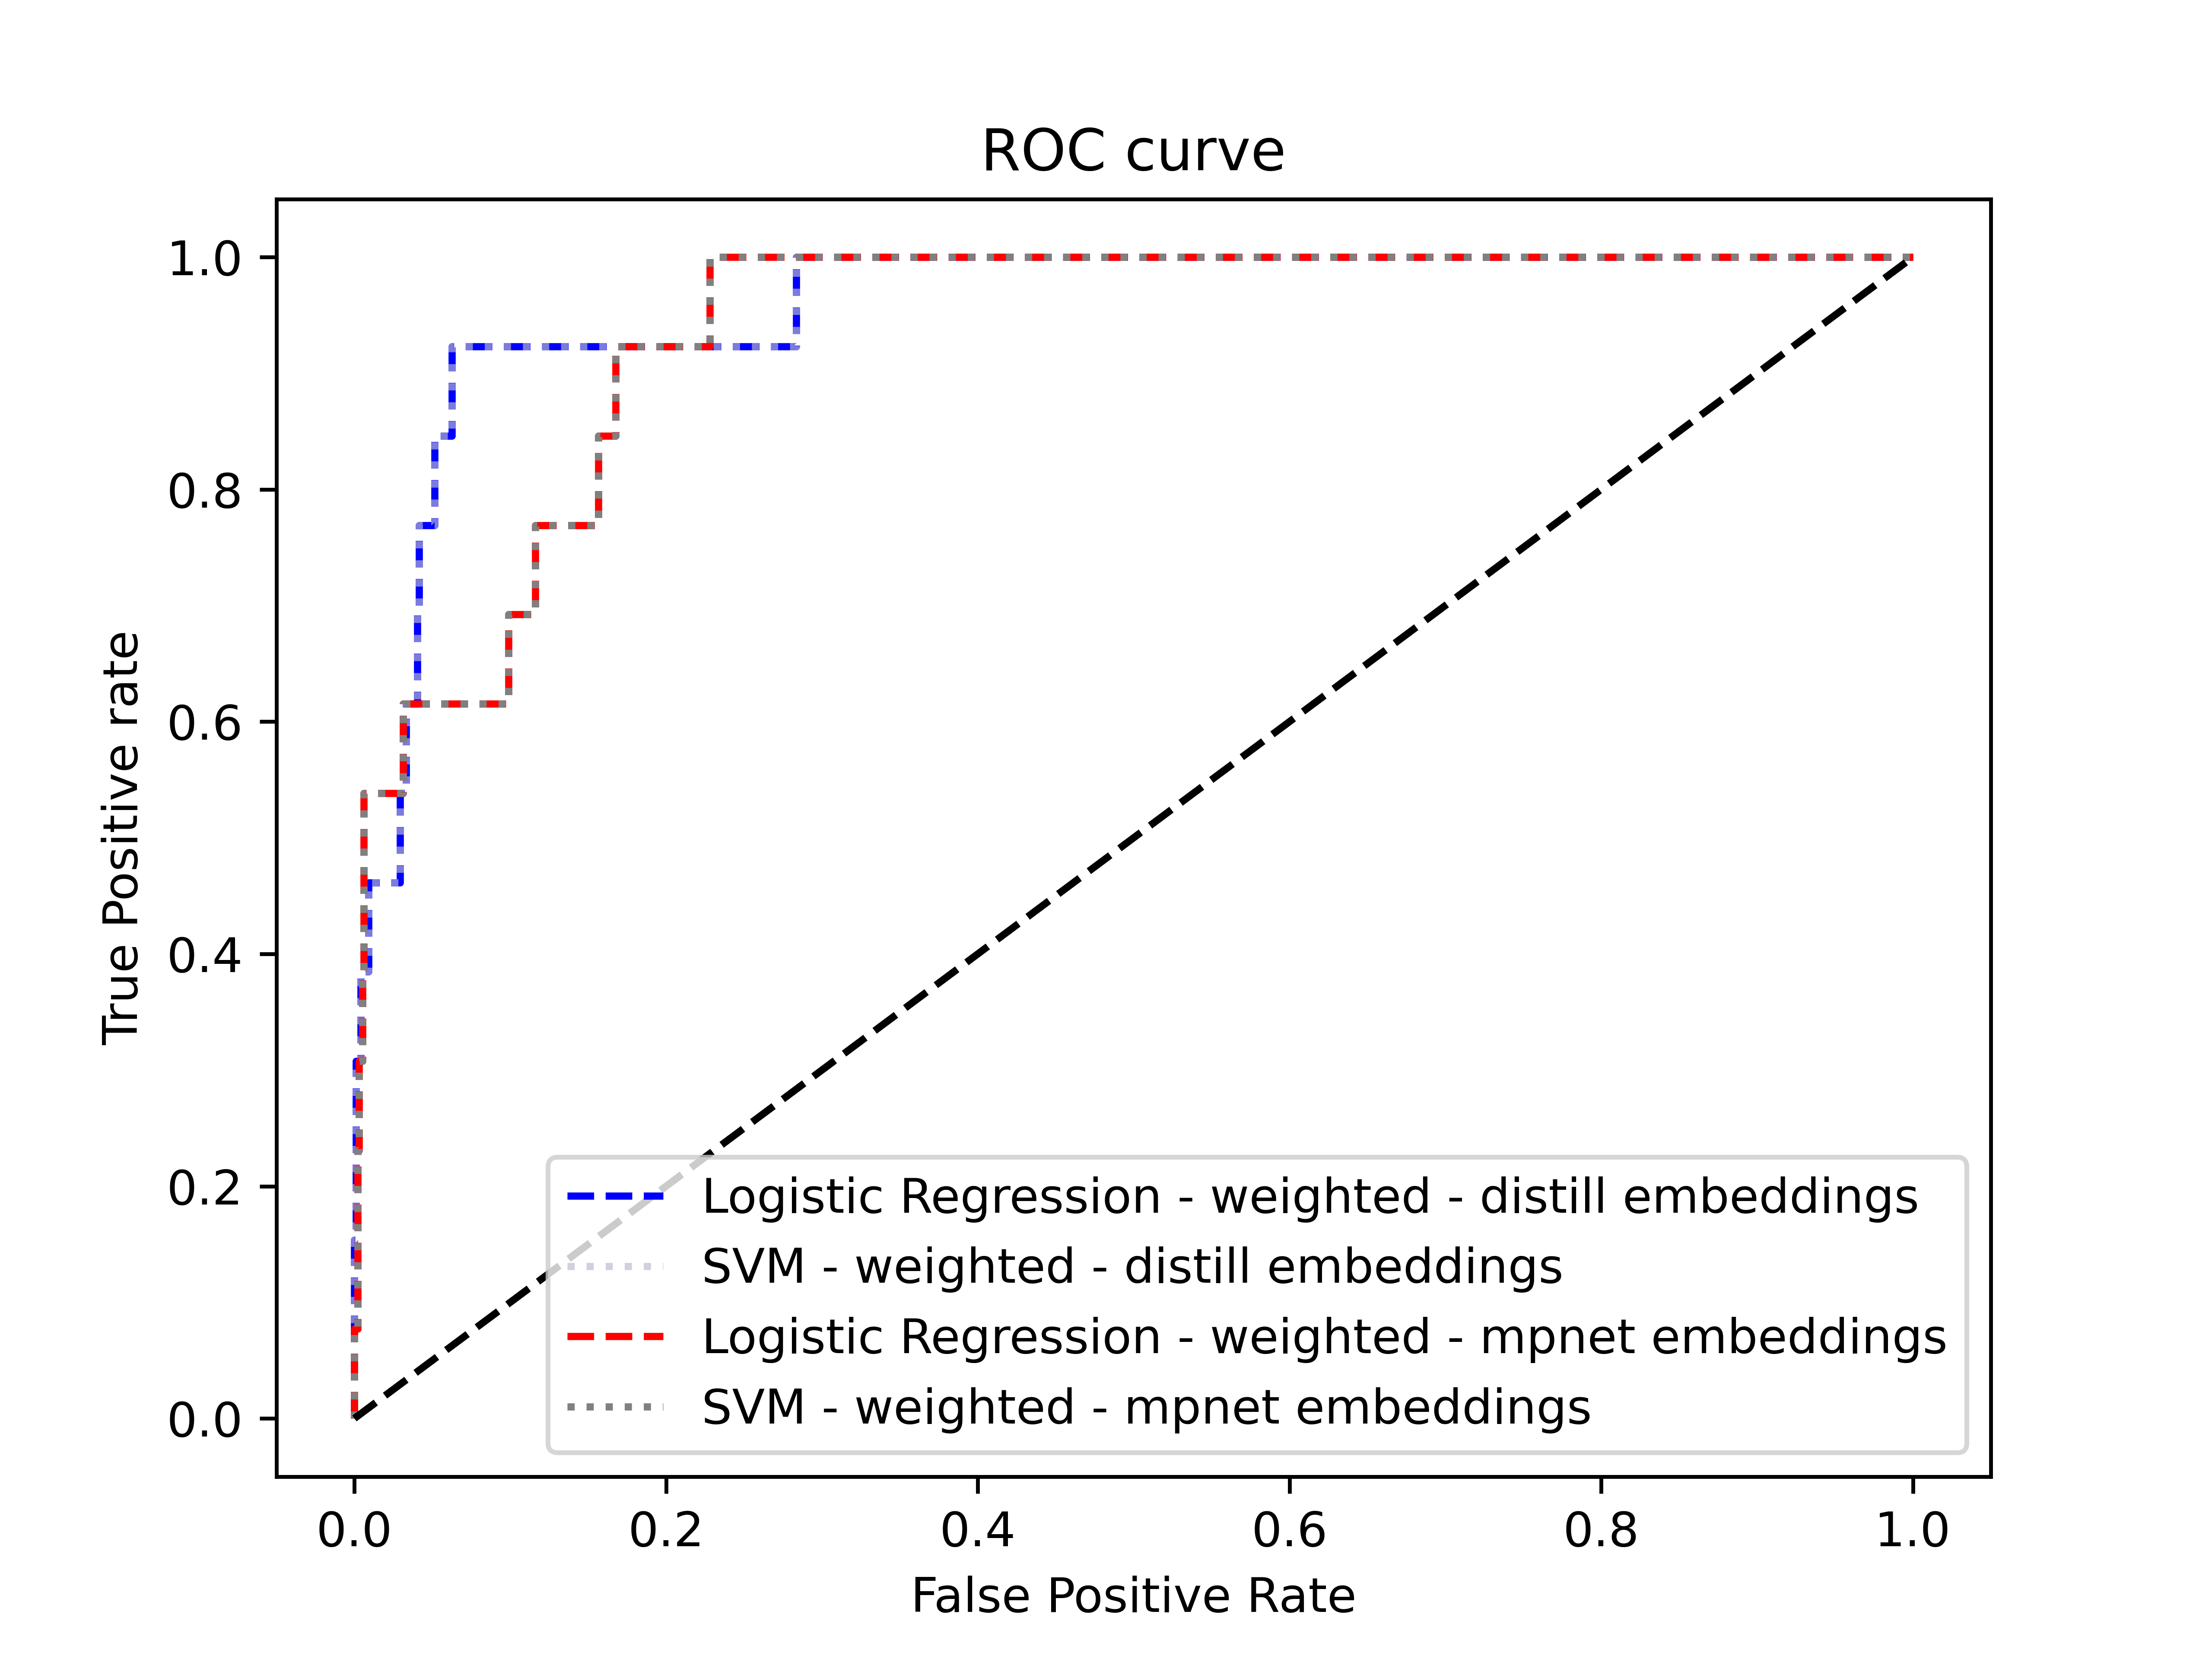 ROC curve
1.0
0.8
0.6
0.4
0.2
0.0
True Positive rate
Logistic Regression - weighted - distill embeddings
SVM - weighted - distill embeddings
Logistic Regression - weighted - mpnet embeddings
SVM - weighted - mpnet embeddings
0.0 0.2 0.4 0.6 0.8 1.0
False Positive Rate